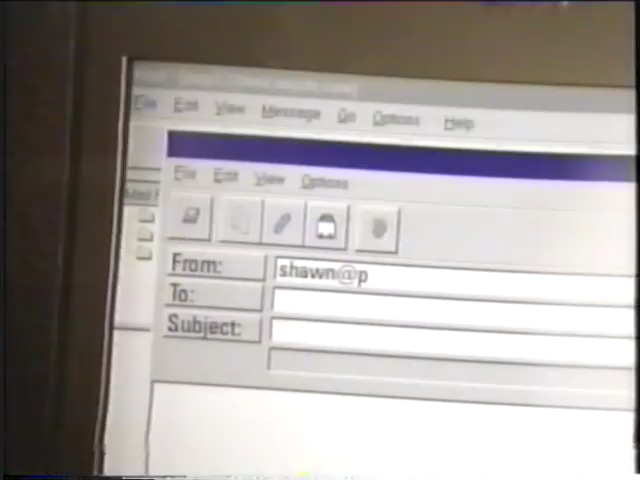 File Edit View Message Go Options Help
File Edit View Options
From: shawn@p
To:
Subject: